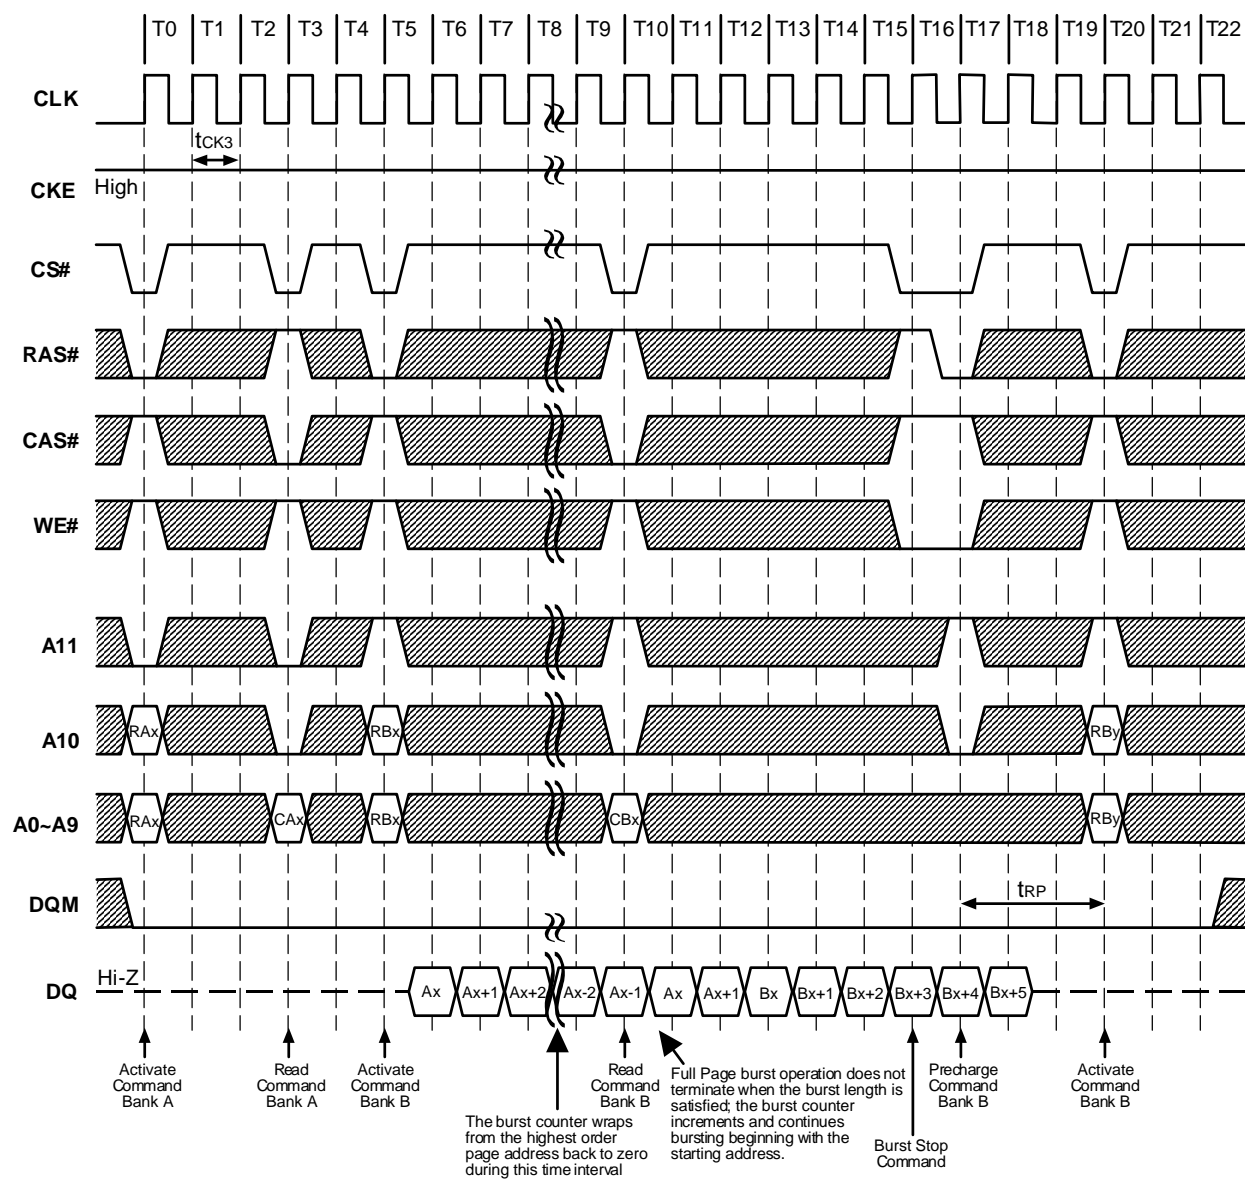 T0 T1 T2 T3 T4 T5 T6 T7 T8 T9 T10 T11 T12 T13 T14 T15 T16 T17 T18 T19 T20 T21 T22
CLK
tCK3
CKE High
CS#
RAS#
CAS#
WE#
A11
A10 RAx RBx RBy
A0~A9 RAx CAx RBx CBx RBy
DQM tRP
DQ Hi-Z Ax Ax+1 Ax+2 Ax-2 Ax-1 Ax Ax+1 Bx Bx+1 Bx+2 Bx+3 Bx+4 Bx+5
Activate
Command
Bank A
Read
Command
Bank A
Activate
Command
Bank B
The burst counter wraps
from the highest order
page address back to zero
during this time interval
Read
Command
Bank B
Full Page burst operation does not
terminate when the burst length is
satisfied; the burst counter
increments and continues
bursting beginning with the
starting address.
Burst Stop
Command
Precharge
Command
Bank B
Activate
Command
Bank B